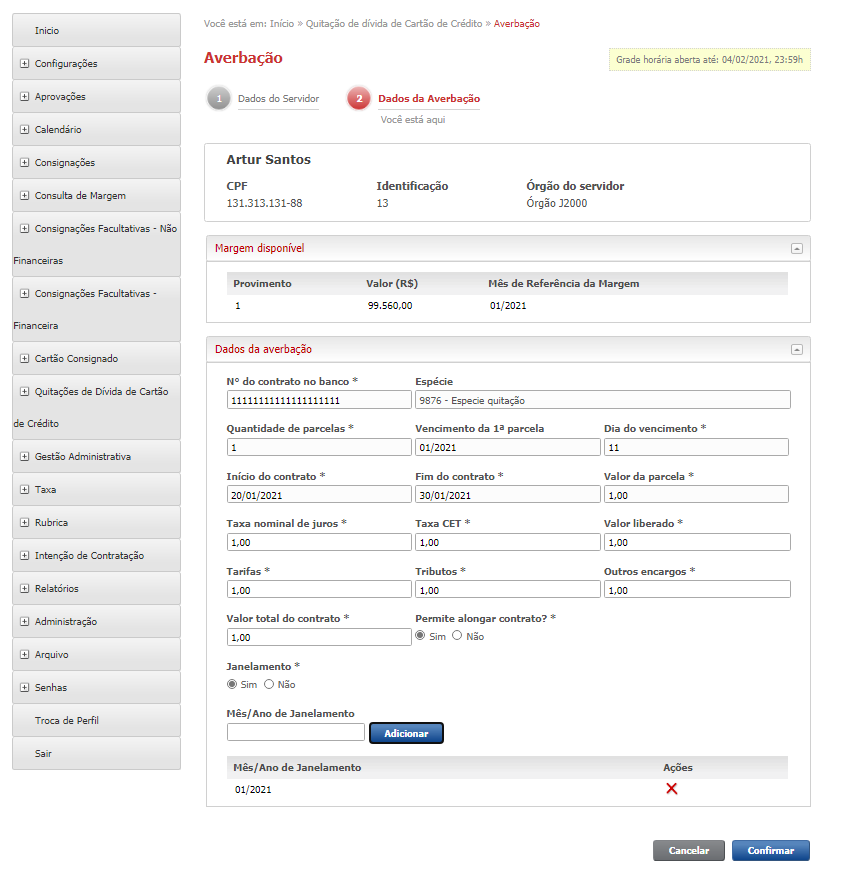 Inicio
Configurações
Aprovações
Calendário
Consignações
Consulta de Margem
Consignações Facultativas - Não
Financeiras
Consignações Facultativas -
Financeira
Cartão Consignado
Quitações de Dívida de Cartão
de Crédito
Gestão Administrativa
Taxa
Rubrica
Intenção de Contratação
Relatórios
Administração
Arquivo
Senhas
Troca de Perfil
Sair
Você está em: Início » Quitação de dívida de Cartão de Crédito » Averbação
Averbação
Grade horária aberta até: 04/02/2021, 23:59h
1 Dados do Servidor 2 Dados da Averbação
Você está aqui
Artur Santos
CPF Identificação Órgão do servidor
131.313.131-88 13 Órgão J2000
Margem disponível
Provimento Valor (R$) Mês de Referência da Margem
1 99.560,00 01/2021
Dados da averbação
Nº do contrato no banco * Espécie
11111111111111111111 9876 - Especie quitação
Quantidade de parcelas * Vencimento da 1ª parcela Dia do vencimento *
1 01/2021 11
Início do contrato * Fim do contrato * Valor da parcela *
20/01/2021 30/01/2021 1,00
Taxa nominal de juros * Taxa CET * Valor liberado *
1,00 1,00 1,00
Tarifas * Tributos * Outros encargos *
1,00 1,00 1,00
Valor total do contrato * Permite alongar contrato? *
1,00 Sim Não
Janelamento *
Sim Não
Mês/Ano de Janelamento
Adicionar
Mês/Ano de Janelamento Ações
01/2021
Cancelar Confirmar